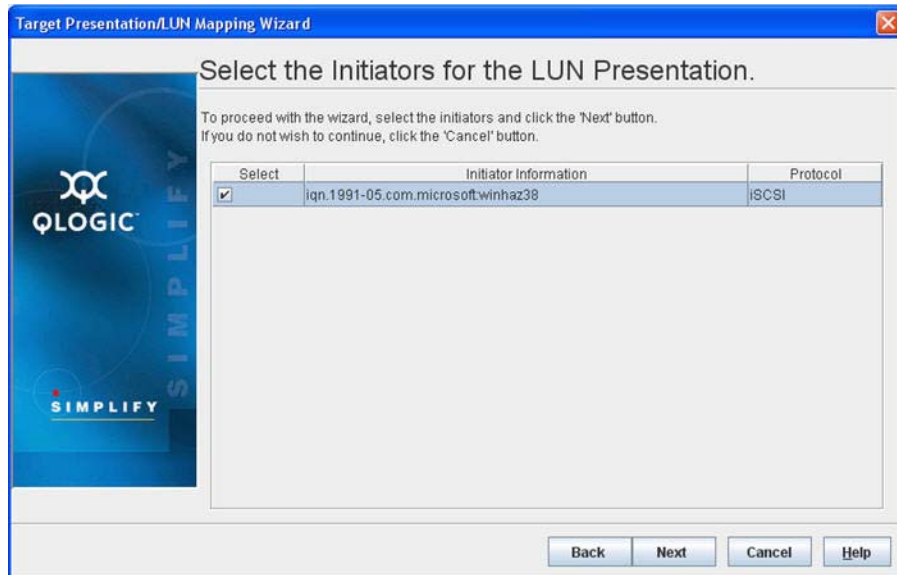 Target Presentation/LUN Mapping Wizard
Select the Initiators for the LUN Presentation.
To proceed with the wizard, select the initiators and click the 'Next' button.
If you do not wish to continue, click the 'Cancel' button.
Select Initiator Information Protocol
iqn.1991-05.com.microsoft:winhaz38 iSCSI
QLOGIC
SIMPLIFY
SIMPLIFY
Back Next Cancel Help